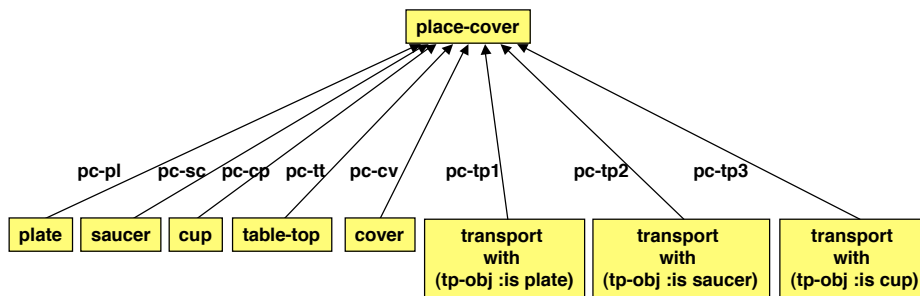 place-cover
pc-pl
pc-sc
pc-cp
pc-tt
pc-cv
pc-tp1
pc-tp2
pc-tp3
plate
saucer
cup
table-top
cover
transport
with
(tp-obj :is plate)
transport
with
(tp-obj :is saucer)
transport
with
(tp-obj :is cup)